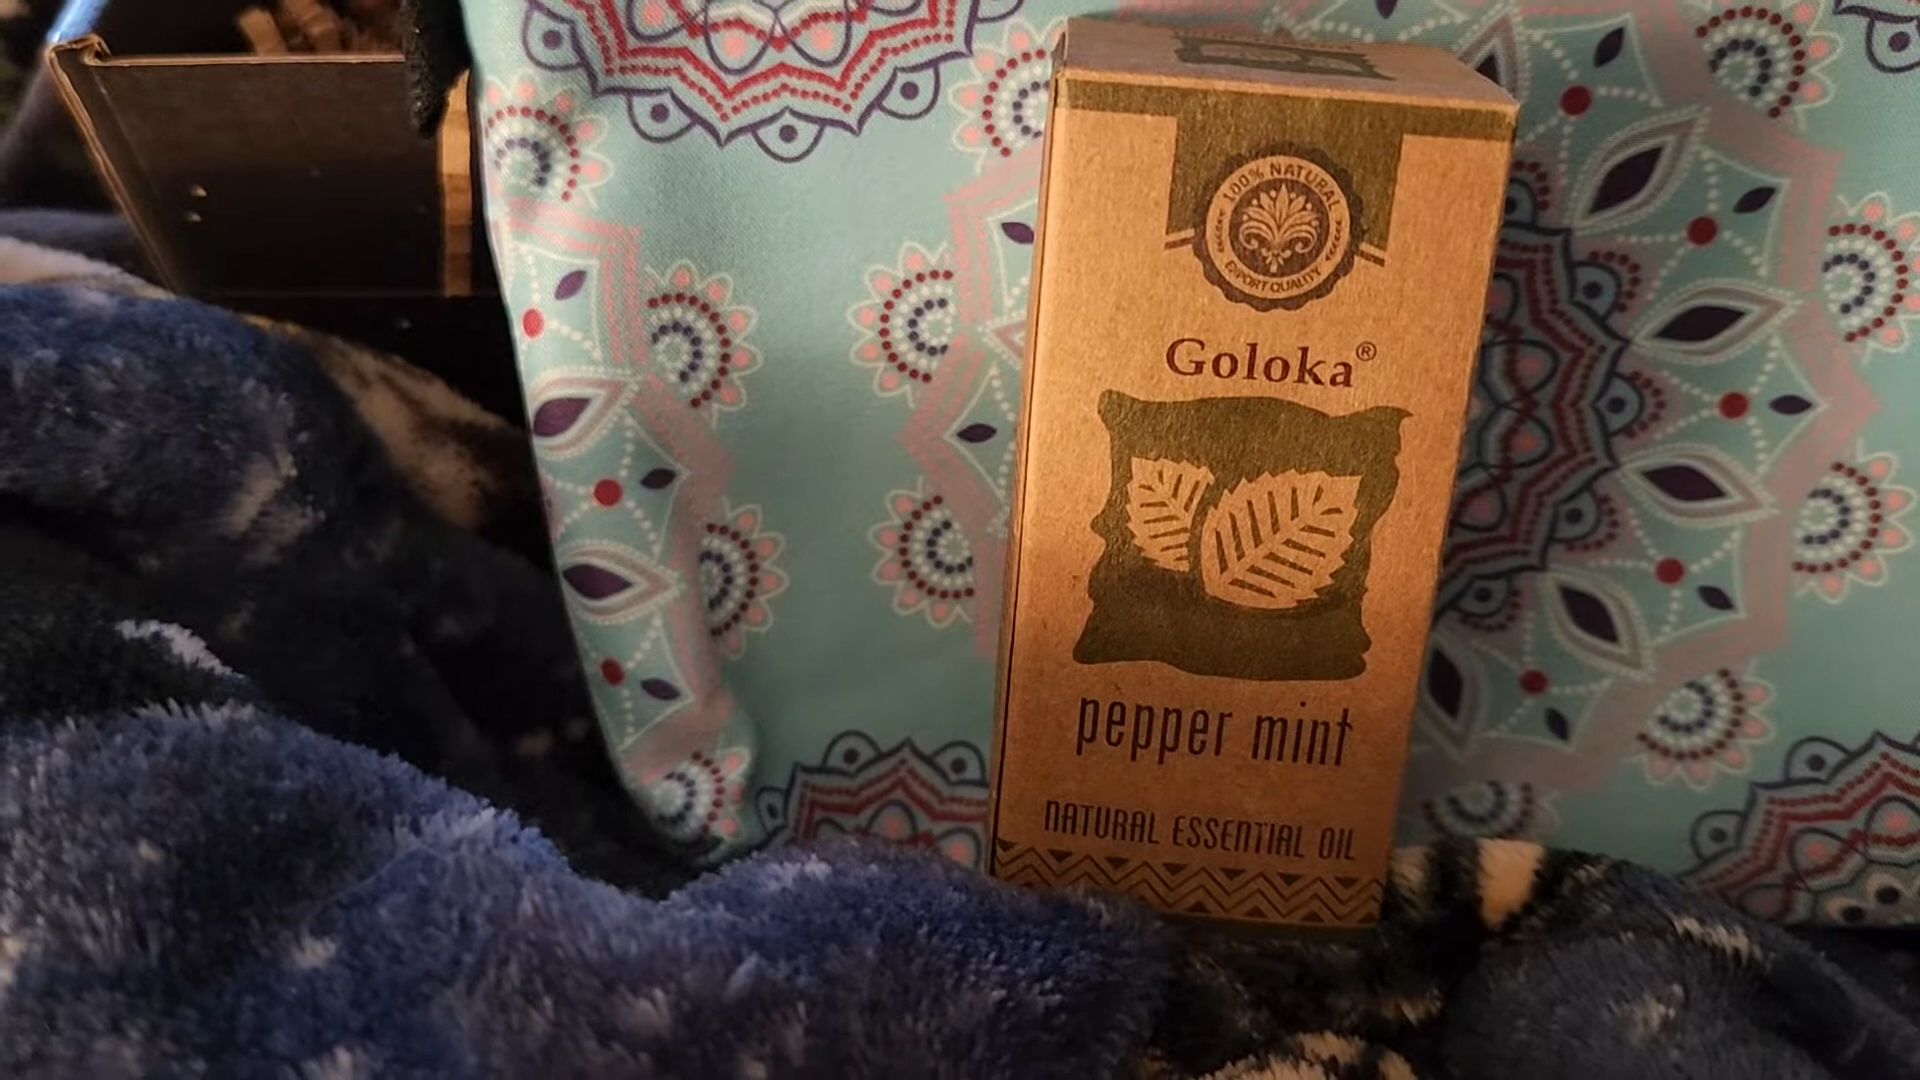 100% NATURAL
EXPORT QUALITY
Goloka®
pepper mint
NATURAL ESSENTIAL OIL